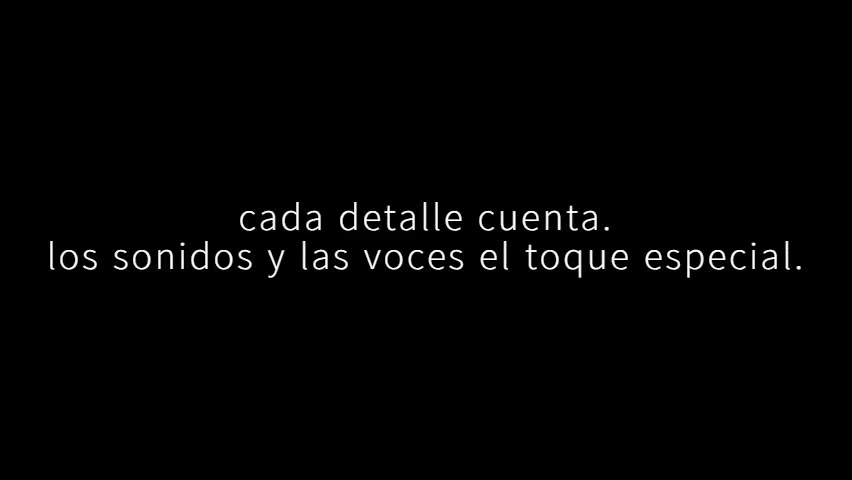 cada detalle cuenta.
los sonidos y las voces el toque especial.